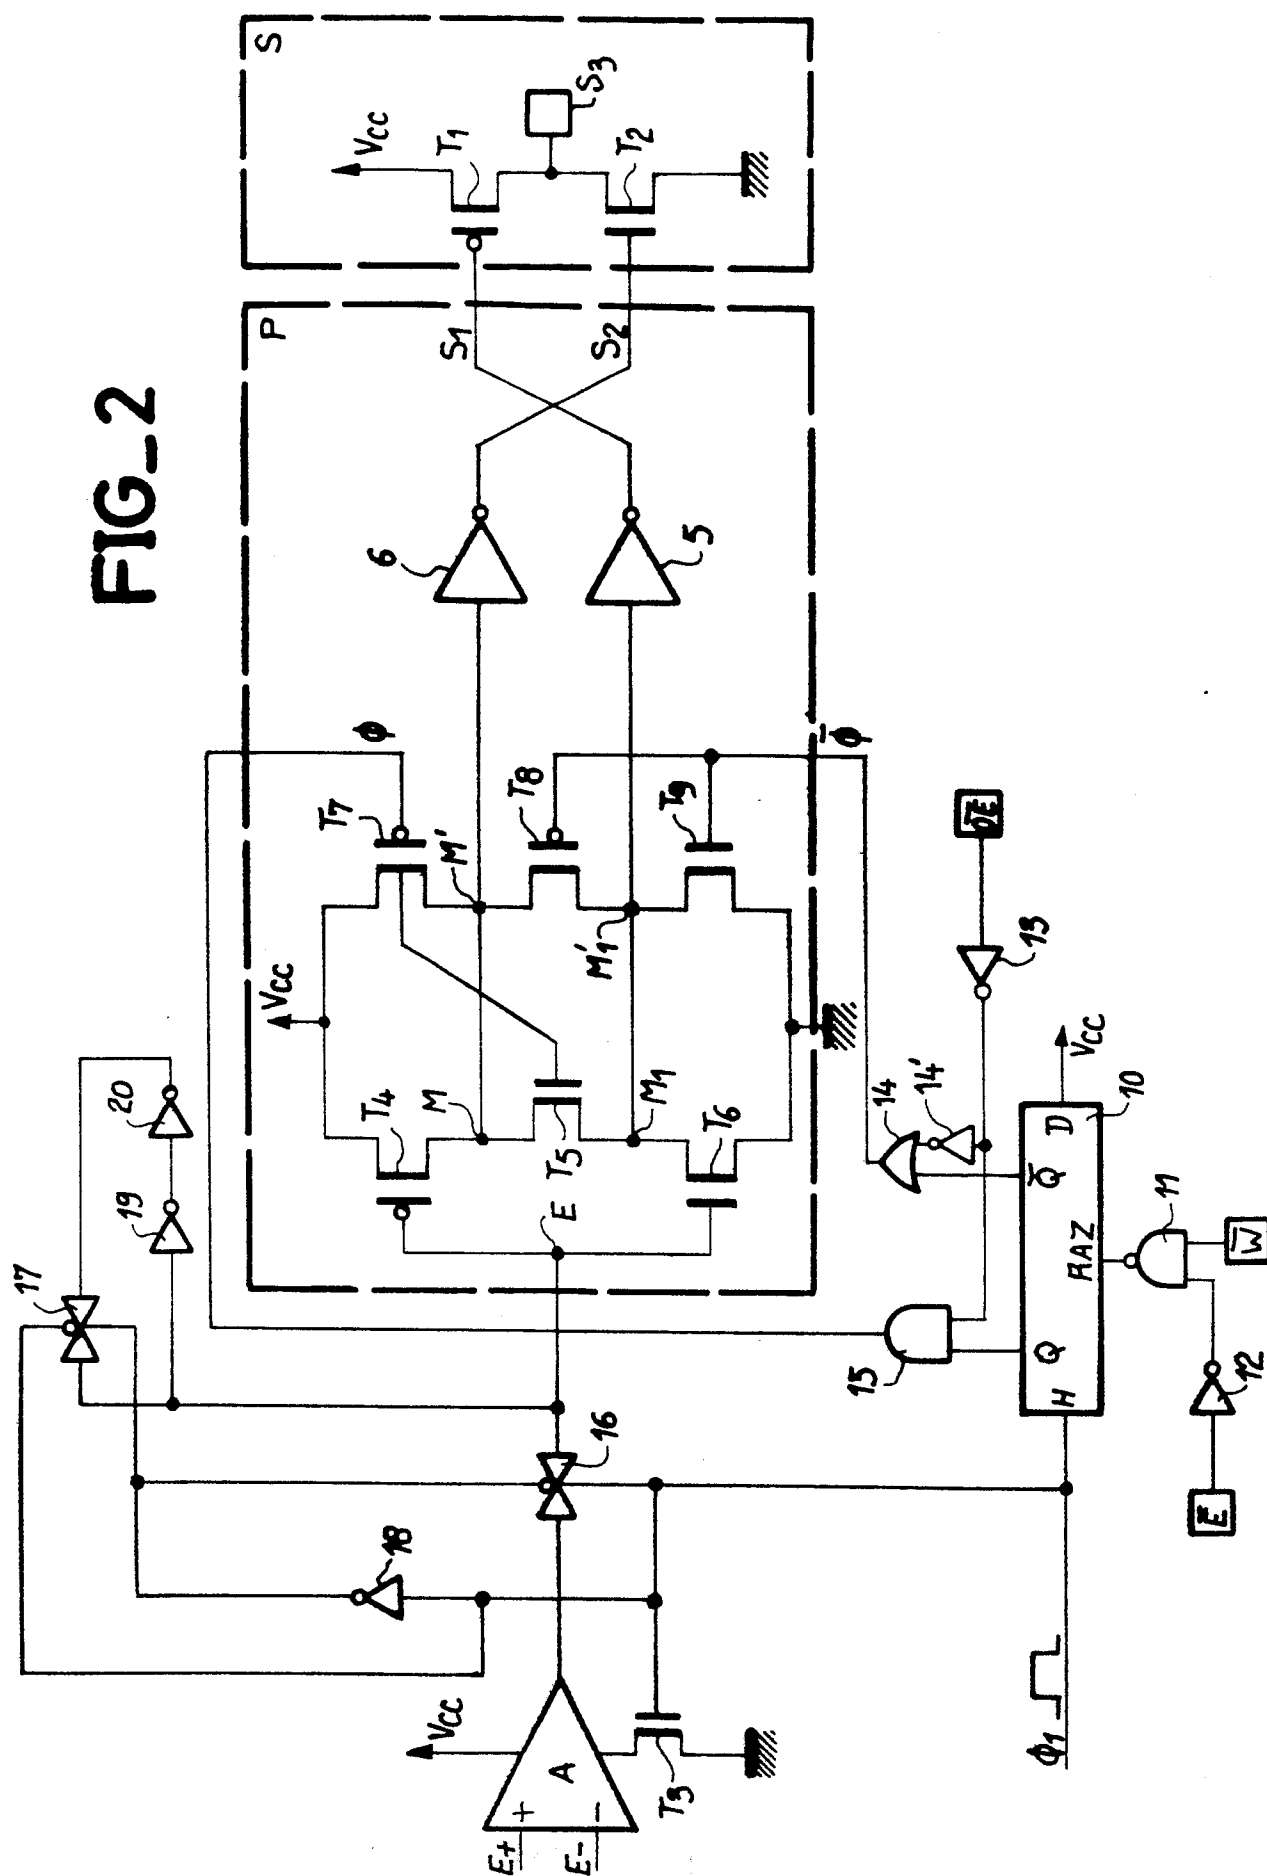 FIG_2
S
Vcc
T1
S3
T2
P
S1
S2
6
5
ϕ
ϕ̄
T7
T8
T9
M'
M'1
Vcc
T4
M
T5
M1
T6
E
20
19
17
16
18
Vcc
A
+
-
E+
E-
T3
D̄Ē
13
14
14'
15
Vcc
10
D
Q̄
RAZ
Q
H
11
W̄
12
Ē
ϕ1